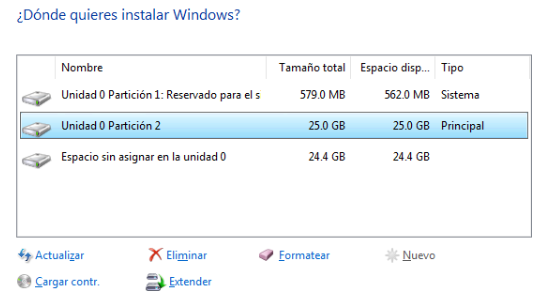 ¿Dónde quieres instalar Windows?
Nombre Tamaño total Espacio disp... Tipo
Unidad 0 Partición 1: Reservado para el s 579.0 MB 562.0 MB Sistema
Unidad 0 Partición 2 25.0 GB 25.0 GB Principal
Espacio sin asignar en la unidad 0 24.4 GB 24.4 GB
Actualizar Eliminar Formatear Nuevo
Cargar contr. Extender